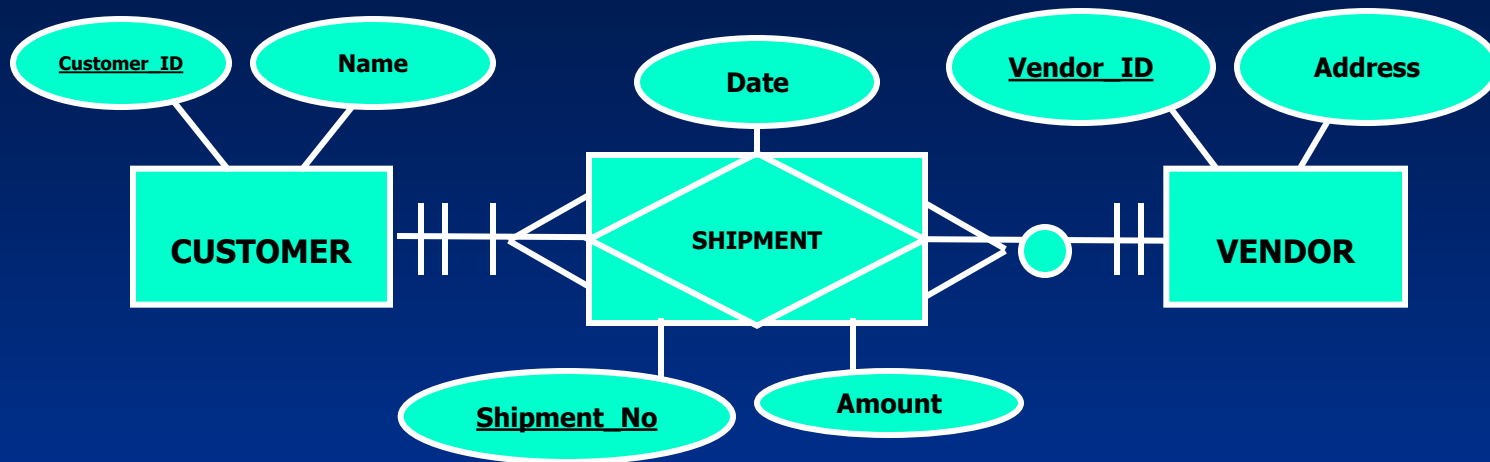 Customer_ID
Name
Date
Vendor_ID
Address
CUSTOMER
SHIPMENT
VENDOR
Shipment_No
Amount